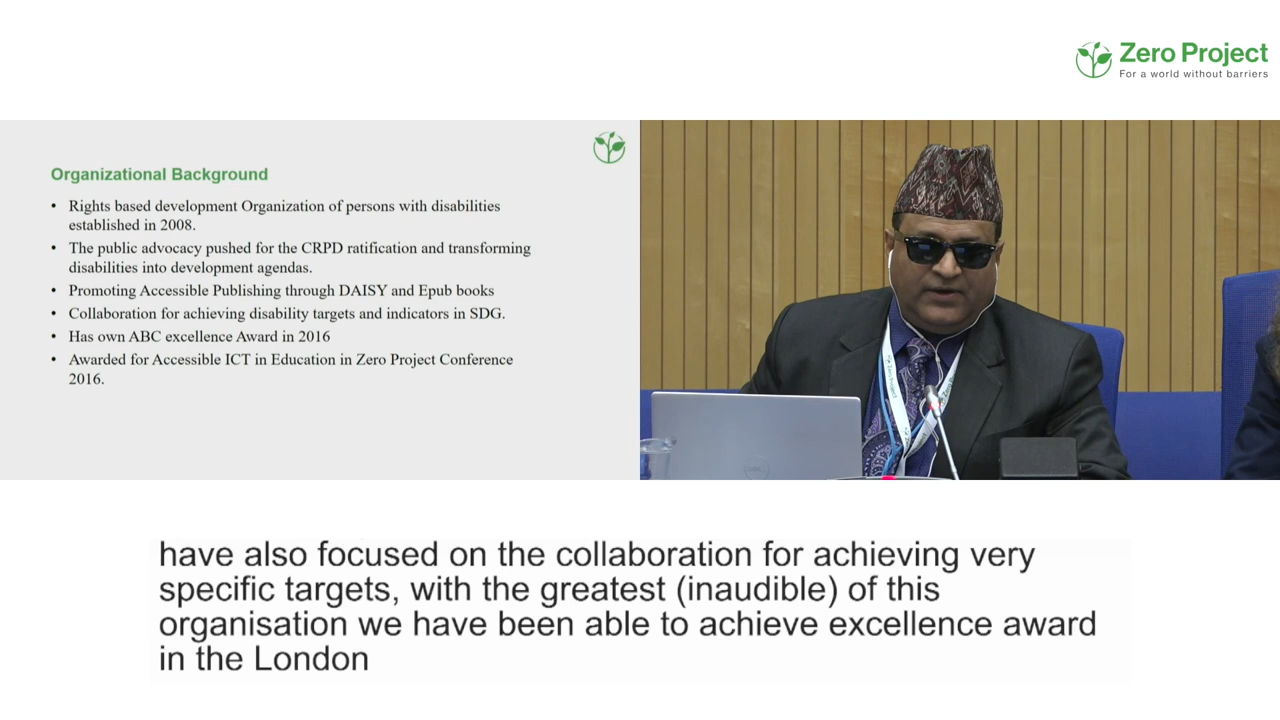 Zero Project
For a world without barriers
Organizational Background
• Rights based development Organization of persons with disabilities
established in 2008.
• The public advocacy pushed for the CRPD ratification and transforming
disabilities into development agendas.
• Promoting Accessible Publishing through DAISY and Epub books
• Collaboration for achieving disability targets and indicators in SDG.
• Has own ABC excellence Award in 2016
• Awarded for Accessible ICT in Education in Zero Project Conference
2016.
have also focused on the collaboration for achieving very
specific targets, with the greatest (inaudible) of this
organisation we have been able to achieve excellence award
in the London